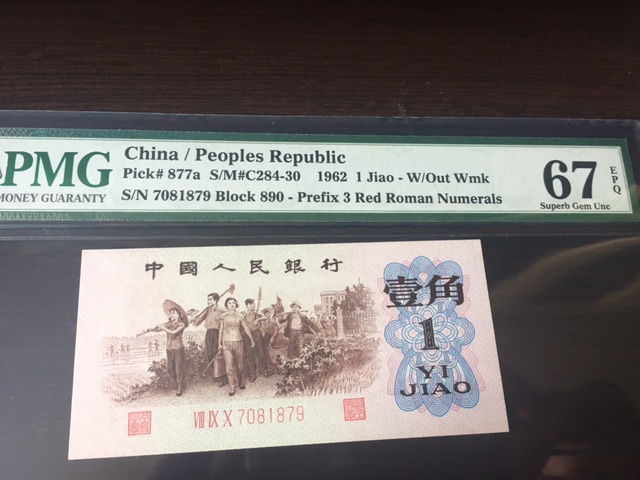 PMG
MONEY GUARANTY
China / Peoples Republic
Pick# 877a S/M#C284-30 1962 1 Jiao - W/Out Wmk
S/N 7081879 Block 890 - Prefix 3 Red Roman Numerals
67
EPQ
Superb Gem Unc
中國人民銀行
壹角
1
YI
JIAO
VIII IX X 7081879